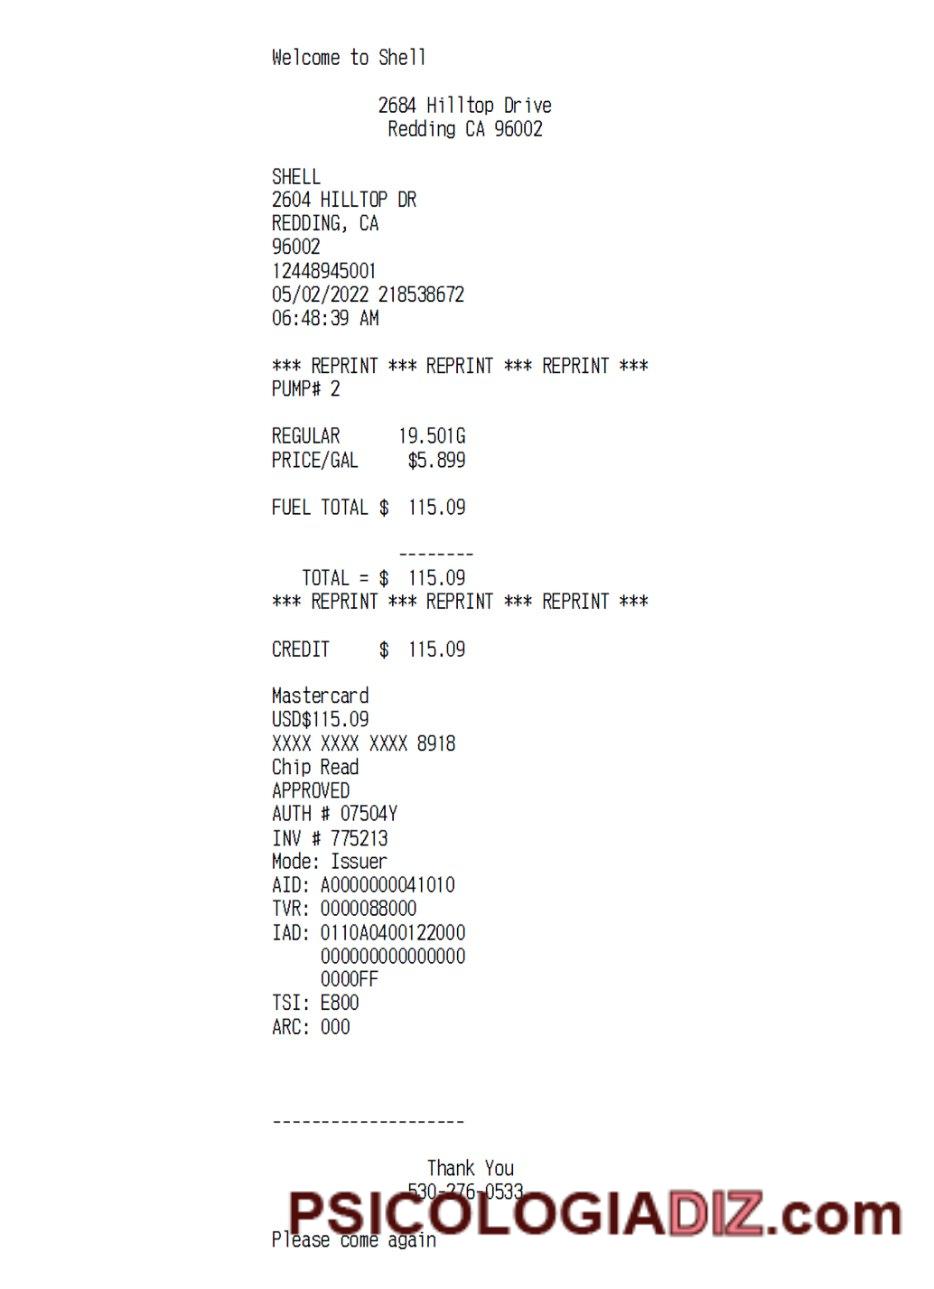 Welcome to Shell
2684 Hilltop Drive
Redding CA 96002
SHELL
2604 HILLTOP DR
REDDING, CA
96002
12448945001
05/02/2022 218538672
06:48:39 AM
*** REPRINT *** REPRINT *** REPRINT ***
PUMP# 2
REGULAR 19.501G
PRICE/GAL $5.899
FUEL TOTAL $ 115.09
--------
TOTAL = $ 115.09
*** REPRINT *** REPRINT *** REPRINT ***
CREDIT $ 115.09
Mastercard
USD$115.09
XXXX XXXX XXXX 8918
Chip Read
APPROVED
AUTH # 07504Y
INV # 775213
Mode: Issuer
AID: A0000000041010
TVR: 0000088000
IAD: 0110A0400122000
000000000000000
0000FF
TSI: E800
ARC: 000
--------------------
Thank You
530-276-0533
PSICOLOGIADIZ.com
Please come again